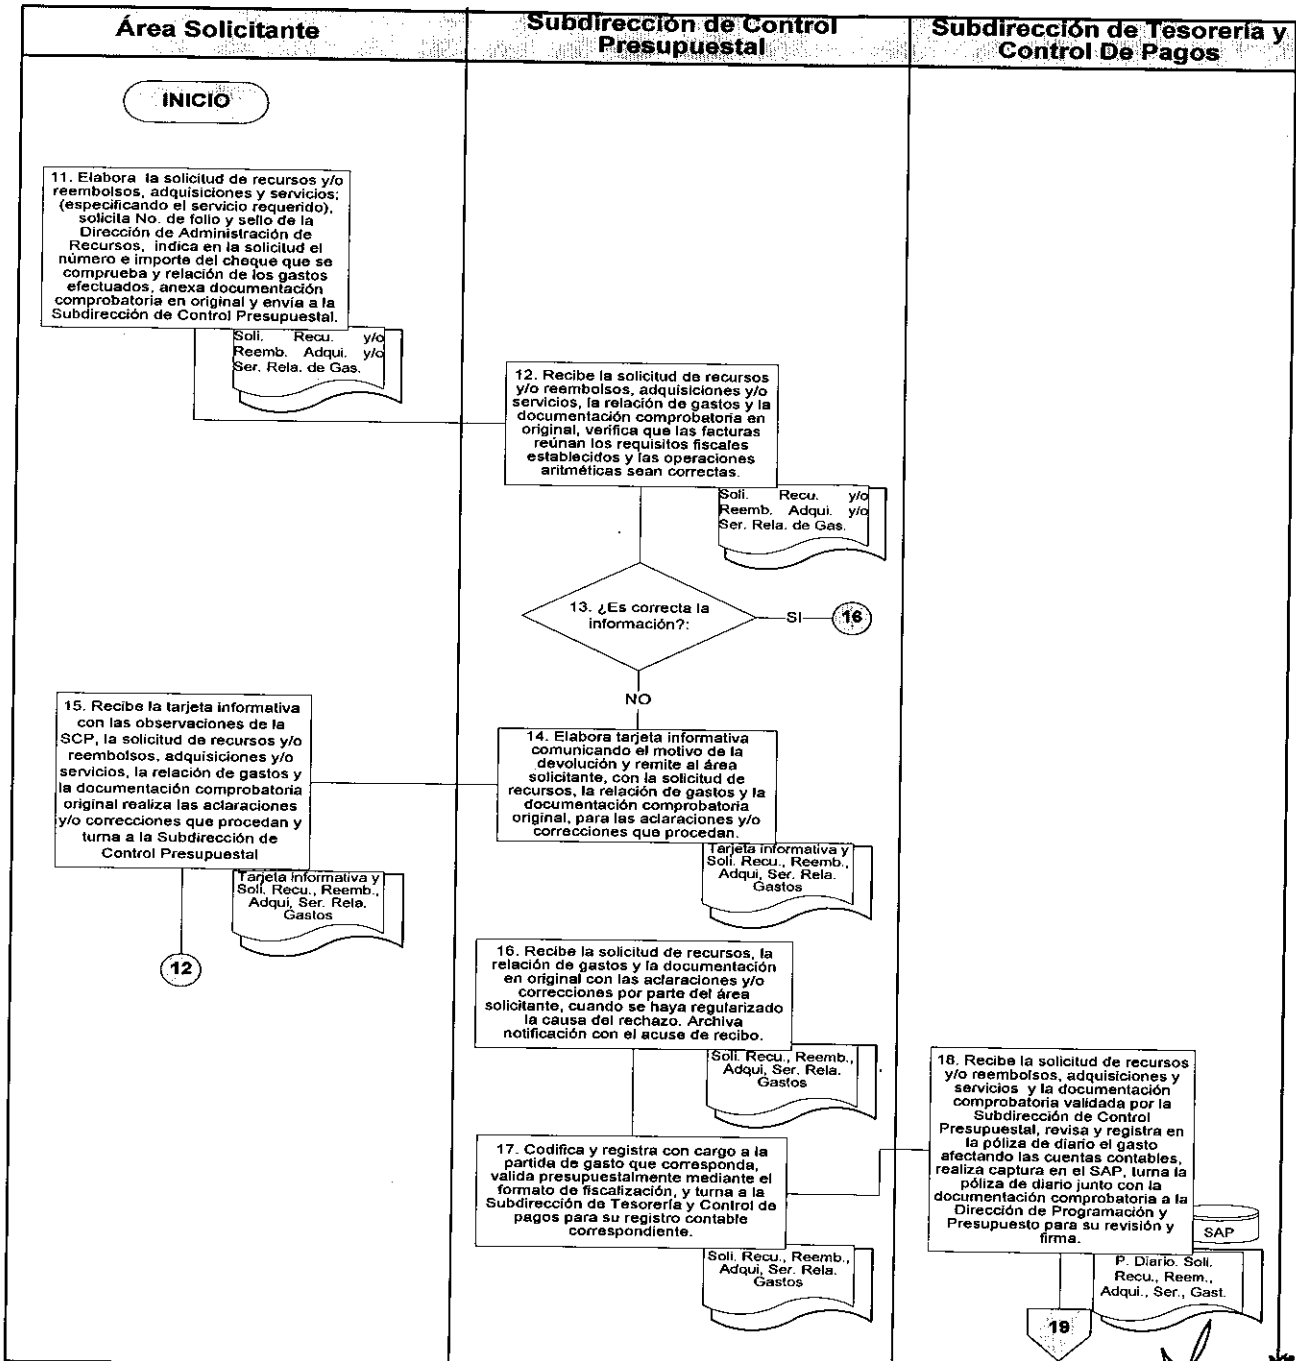 Área Solicitante
Subdirección de Control
Presupuestal
Subdirección de Tesorería y
Control De Pagos
INICIO
11. Elabora la solicitud de recursos y/o
reembolsos, adquisiciones y servicios;
(especificando el servicio requerido),
solicita No. de folio y sello de la
Dirección de Administración de
Recursos, indica en la solicitud el
número e importe del cheque que se
comprueba y relación de los gastos
efectuados, anexa documentación
comprobatoria en original y envía a la
Subdirección de Control Presupuestal.
Soli. Recu. y/o
Reemb. Adqui. y/o
Ser. Rela. de Gas.
12. Recibe la solicitud de recursos
y/o reembolsos, adquisiciones y/o
servicios, la relación de gastos y la
documentación comprobatoria en
original, verifica que las facturas
reúnan los requisitos fiscales
establecidos y las operaciones
aritméticas sean correctas.
Soli. Recu. y/o
Reemb. Adqui. y/o
Ser. Rela. de Gas.
13. ¿Es correcta la
información?:
SI
16
NO
14. Elabora tarjeta informativa
comunicando el motivo de la
devolución y remite al área
solicitante, con la solicitud de
recursos, la relación de gastos y la
documentación comprobatoria
original, para las aclaraciones y/o
correcciones que procedan.
Tarjeta informativa y
Soli. Recu., Reemb.,
Adqui, Ser. Rela.
Gastos
15. Recibe la tarjeta informativa
con las observaciones de la
SCP, la solicitud de recursos y/o
reembolsos, adquisiciones y/o
servicios, la relación de gastos y
la documentación comprobatoria
original realiza las aclaraciones
y/o correcciones que procedan y
turna a la Subdirección de
Control Presupuestal
Tarjeta informativa y
Soli. Recu., Reemb.,
Adqui, Ser. Rela.
Gastos
12
16. Recibe la solicitud de recursos, la
relación de gastos y la documentación
en original con las aclaraciones y/o
correcciones por parte del área
solicitante, cuando se haya regularizado
la causa del rechazo. Archiva
notificación con el acuse de recibo.
Soli. Recu., Reemb.,
Adqui, Ser. Rela.
Gastos
17. Codifica y registra con cargo a la
partida de gasto que corresponda,
valida presupuestalmente mediante el
formato de fiscalización, y turna a la
Subdirección de Tesorería y Control de
pagos para su registro contable
correspondiente.
Soli. Recu., Reemb.,
Adqui, Ser. Rela.
Gastos
18. Recibe la solicitud de recursos
y/o reembolsos, adquisiciones y
servicios y la documentación
comprobatoria validada por la
Subdirección de Control
Presupuestal, revisa y registra en
la póliza de diario el gasto
afectando las cuentas contables,
realiza captura en el SAP, turna la
póliza de diario junto con la
documentación comprobatoria a la
Dirección de Programación y
Presupuesto para su revisión y
firma.
SAP
P. Diario. Soli.
Recu., Reem.,
Adqui., Ser., Gast.
19